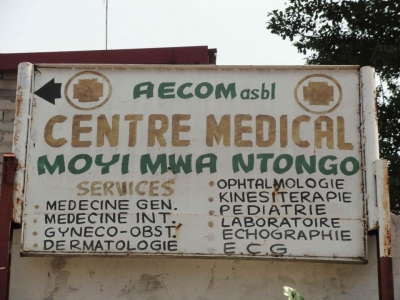 AECOM asbl
CENTRE MEDICAL
MOYI MWA NTONGO
SERVICES
• MEDECINE GEN.
MEDECINE INT.
• GYNECO-OBST.
• DERMATOLOGIE
• OPHTALMOLOGIE
• KINESITERAPIE
• PEDIATRIE
• LABORATOIRE
• ECHOGRAPHIE
• E.C.G